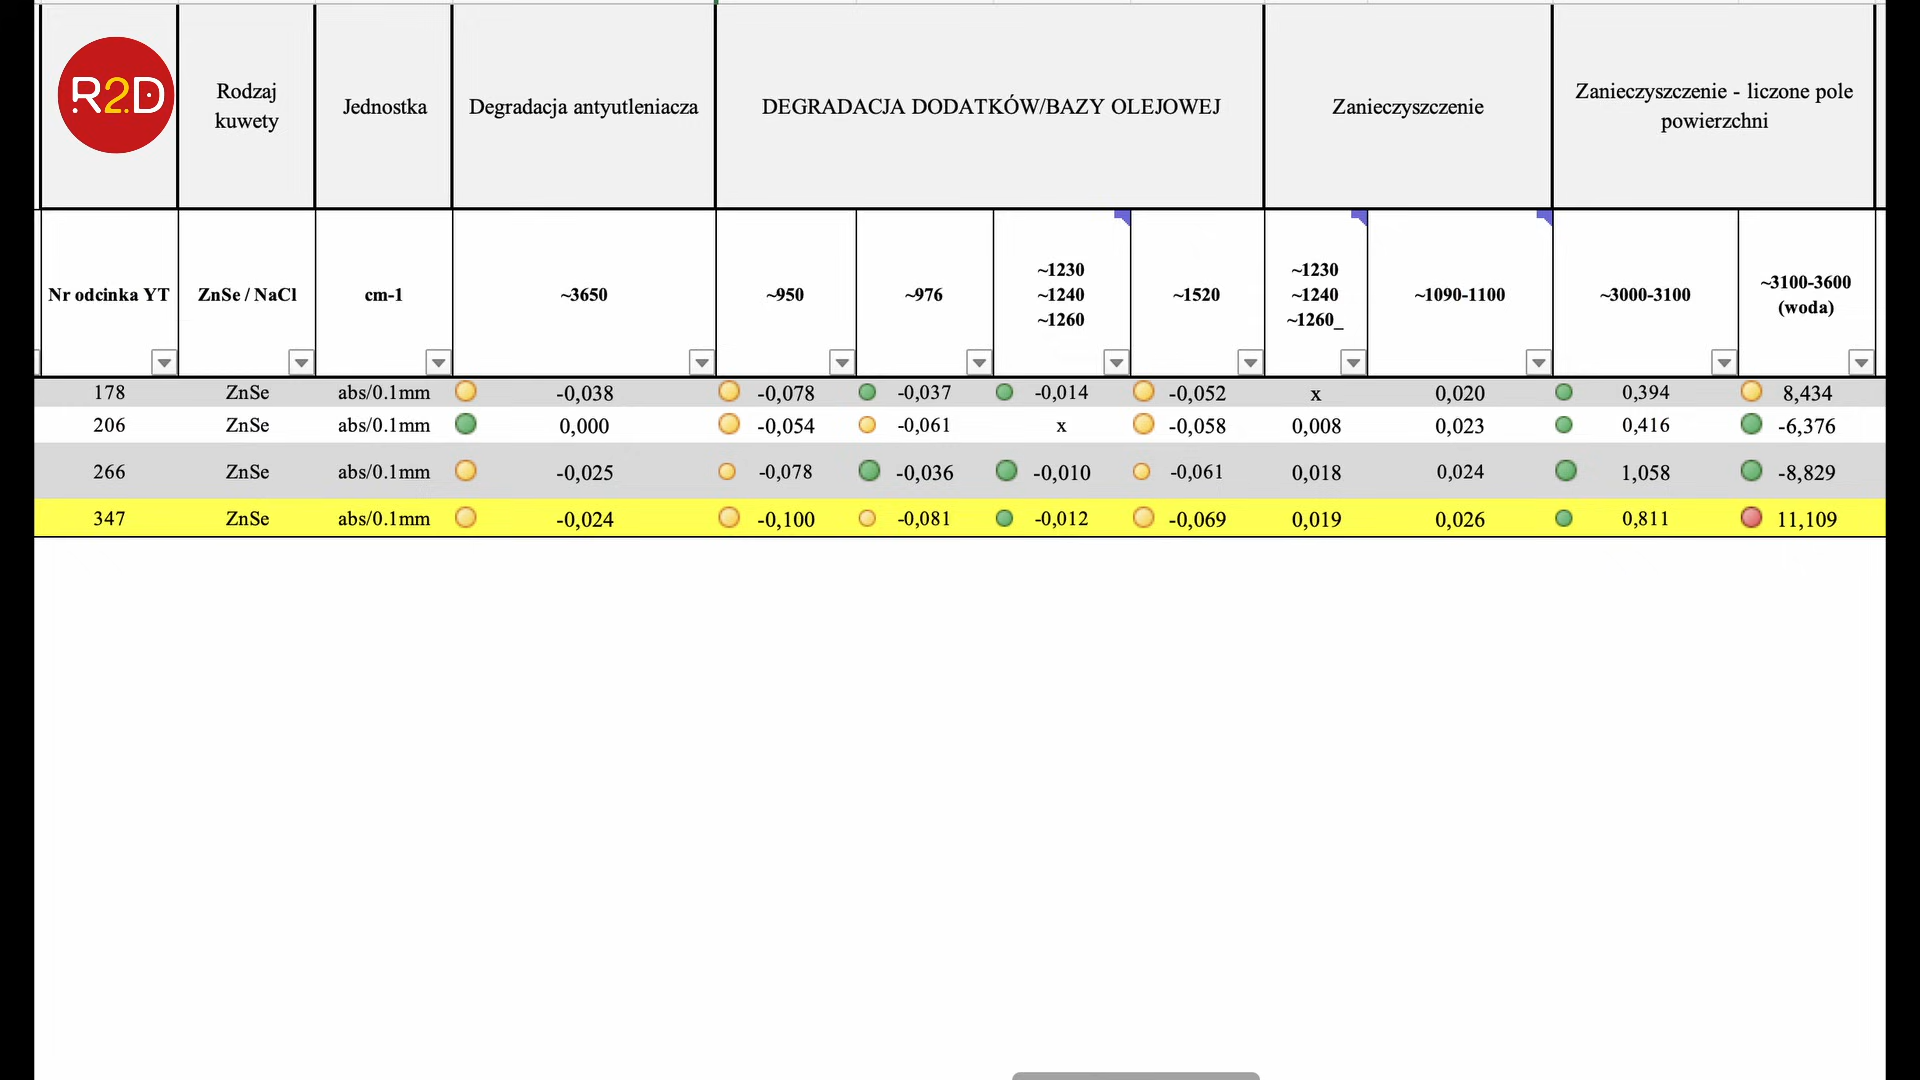 R2D
Rodzaj
kuwety
Jednostka
Degradacja antyutleniacza
DEGRADACJA DODATKÓW/BAZY OLEJOWEJ
Zanieczyszczenie
Zanieczyszczenie - liczone pole
powierzchni
Nr odcinka YT
ZnSe / NaCl
cm-1
~3650
~950
~976
~1230
~1240
~1260
~1520
~1230
~1240
~1260_
~1090-1100
~3000-3100
~3100-3600
(woda)
178 ZnSe abs/0.1mm -0,038 -0,078 -0,037 -0,014 -0,052 x 0,020 0,394 8,434
206 ZnSe abs/0.1mm 0,000 -0,054 -0,061 x -0,058 0,008 0,023 0,416 -6,376
266 ZnSe abs/0.1mm -0,025 -0,078 -0,036 -0,010 -0,061 0,018 0,024 1,058 -8,829
347 ZnSe abs/0.1mm -0,024 -0,100 -0,081 -0,012 -0,069 0,019 0,026 0,811 11,109